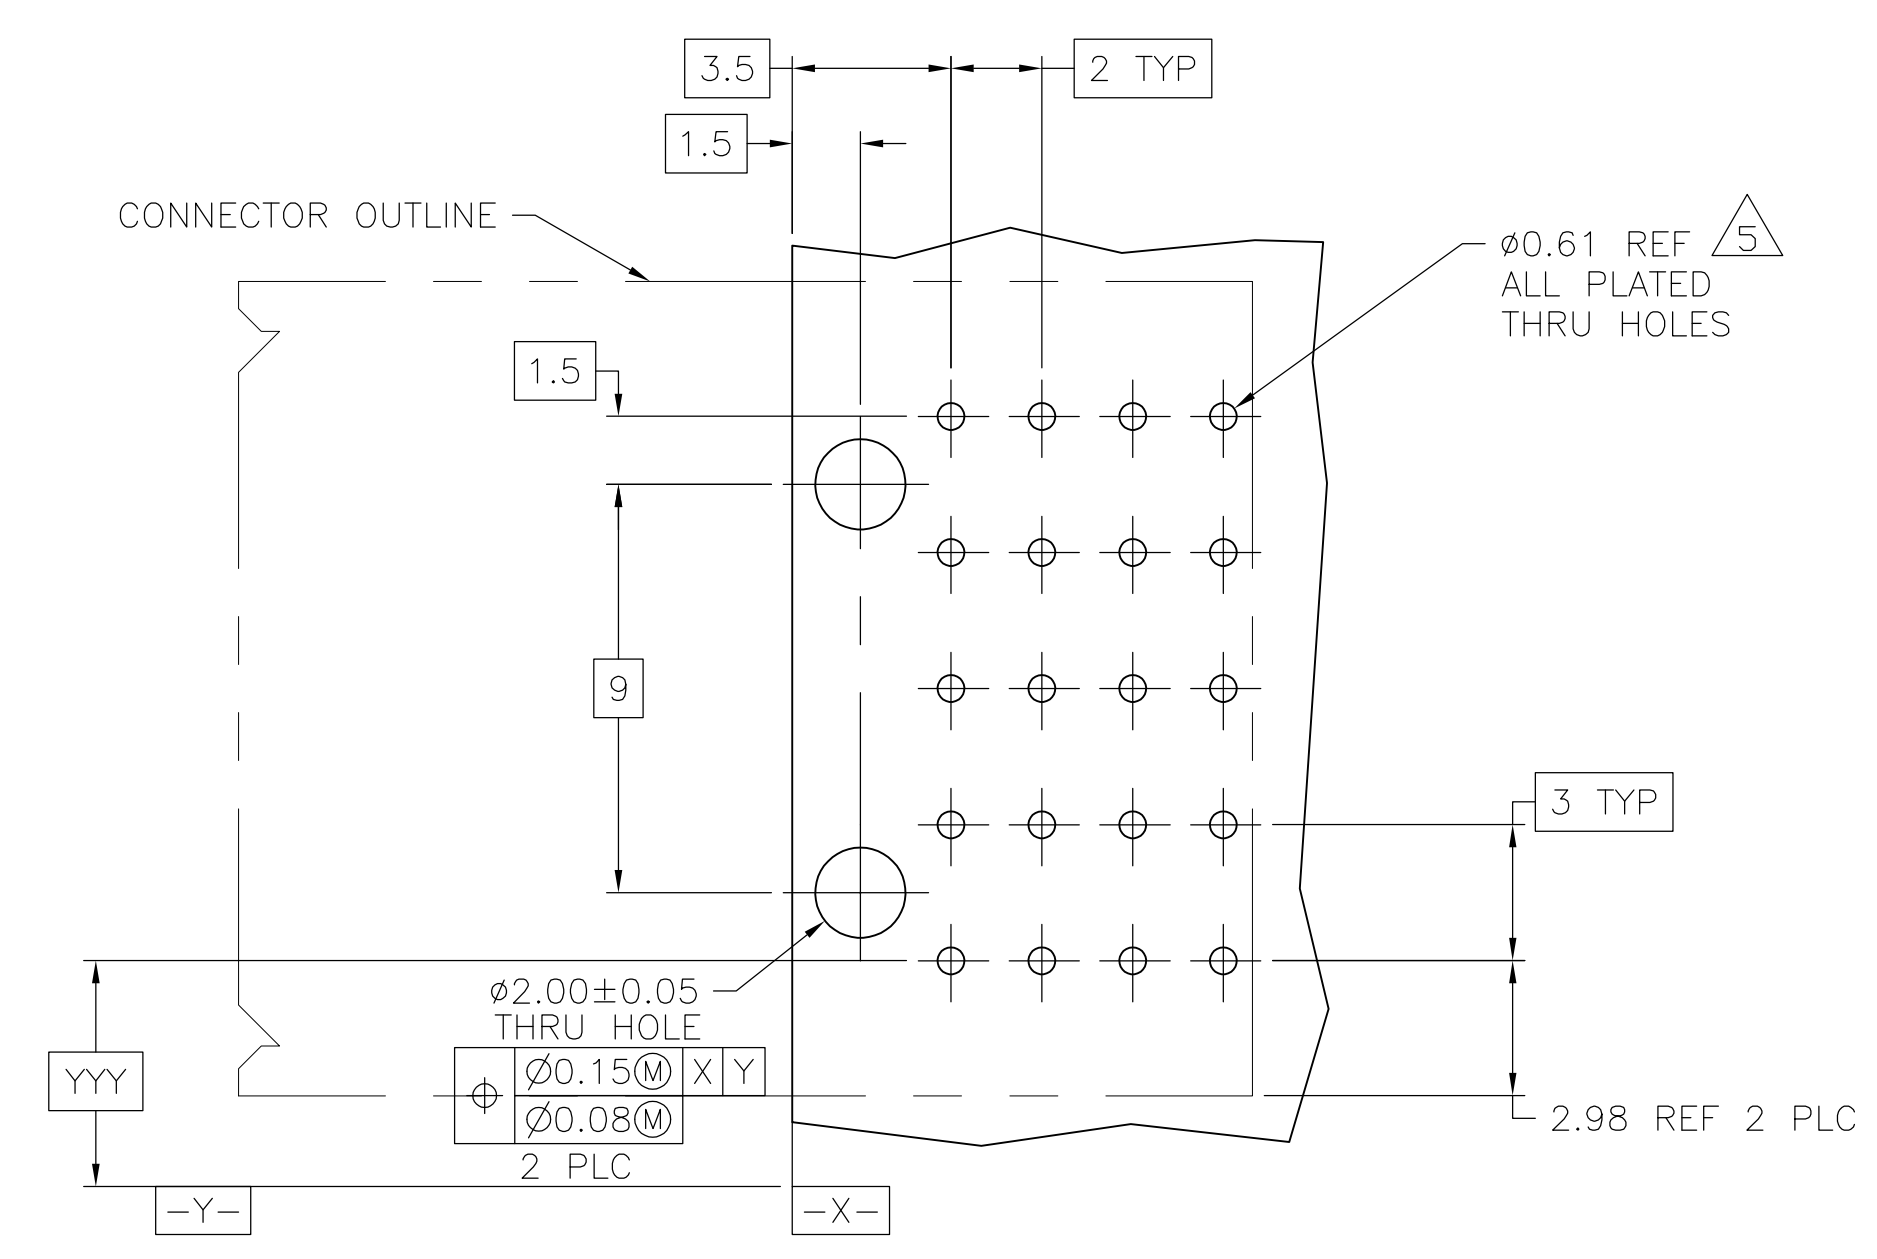 3.5
2 TYP
1.5
CONNECTOR OUTLINE
ø0.61 REF 5
ALL PLATED
THRU HOLES
1.5
9
3 TYP
ø2.00±0.05
THRU HOLE
Ø0.15Ⓜ X Y
Ø0.08Ⓜ
2 PLC
YYY
2.98 REF 2 PLC
-Y-
-X-